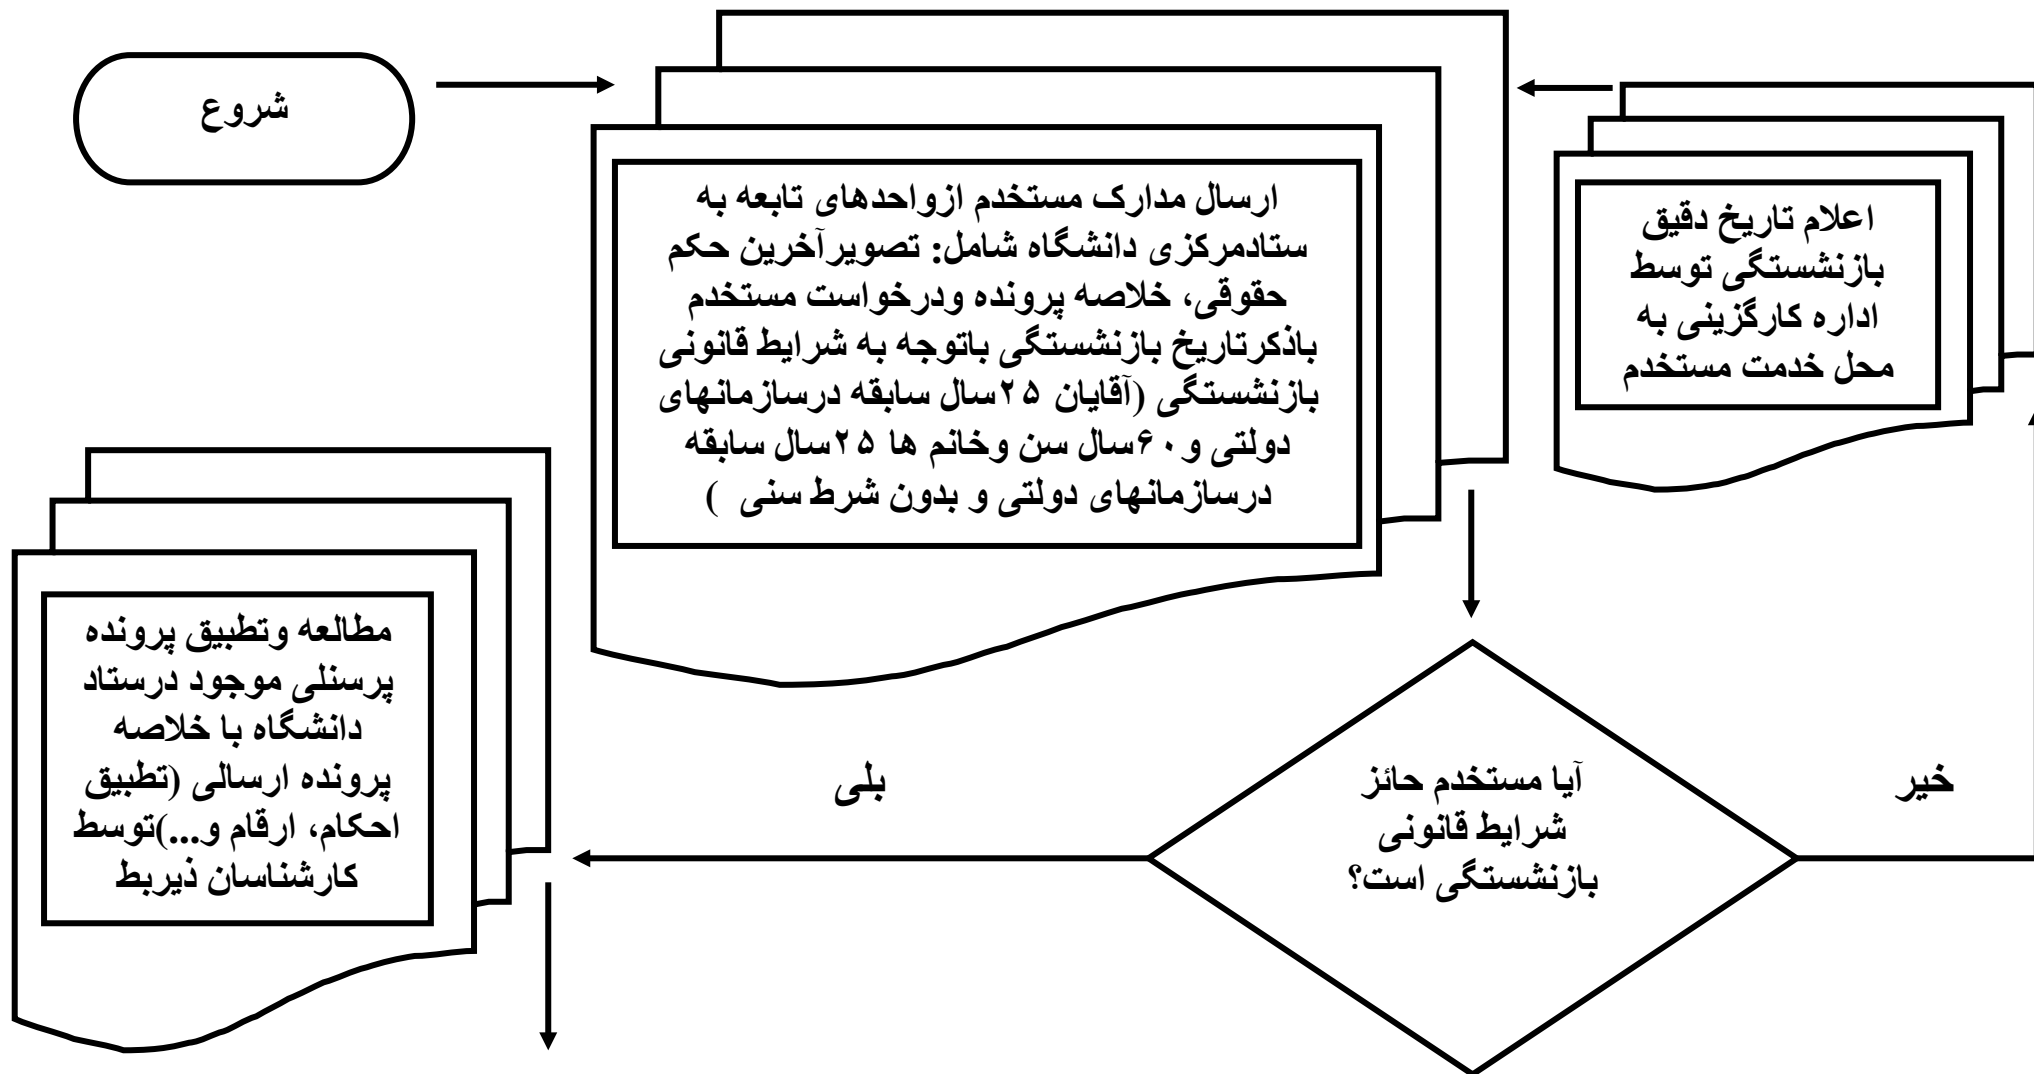 شروع
ارسال مدارک مستخدم ازواحدهای تابعه به
ستادمرکزی دانشگاه شامل: تصویرآخرین حکم
حقوقی، خلاصه پرونده ودرخواست مستخدم
باذکرتاریخ بازنشستگی باتوجه به شرایط قانونی
بازنشستگی (آقایان ۲۵سال سابقه درسازمانهای
دولتی و۶۰سال سن وخانم ها ۲۵سال سابقه
درسازمانهای دولتی و بدون شرط سنی )
اعلام تاریخ دقیق
بازنشستگی توسط
اداره کارگزینی به
محل خدمت مستخدم
آیا مستخدم حائز
شرایط قانونی
بازنشستگی است؟
خیر
بلی
مطالعه وتطبیق پرونده
پرسنلی موجود درستاد
دانشگاه با خلاصه
پرونده ارسالی (تطبیق
احکام، ارقام و...)توسط
کارشناسان ذیربط